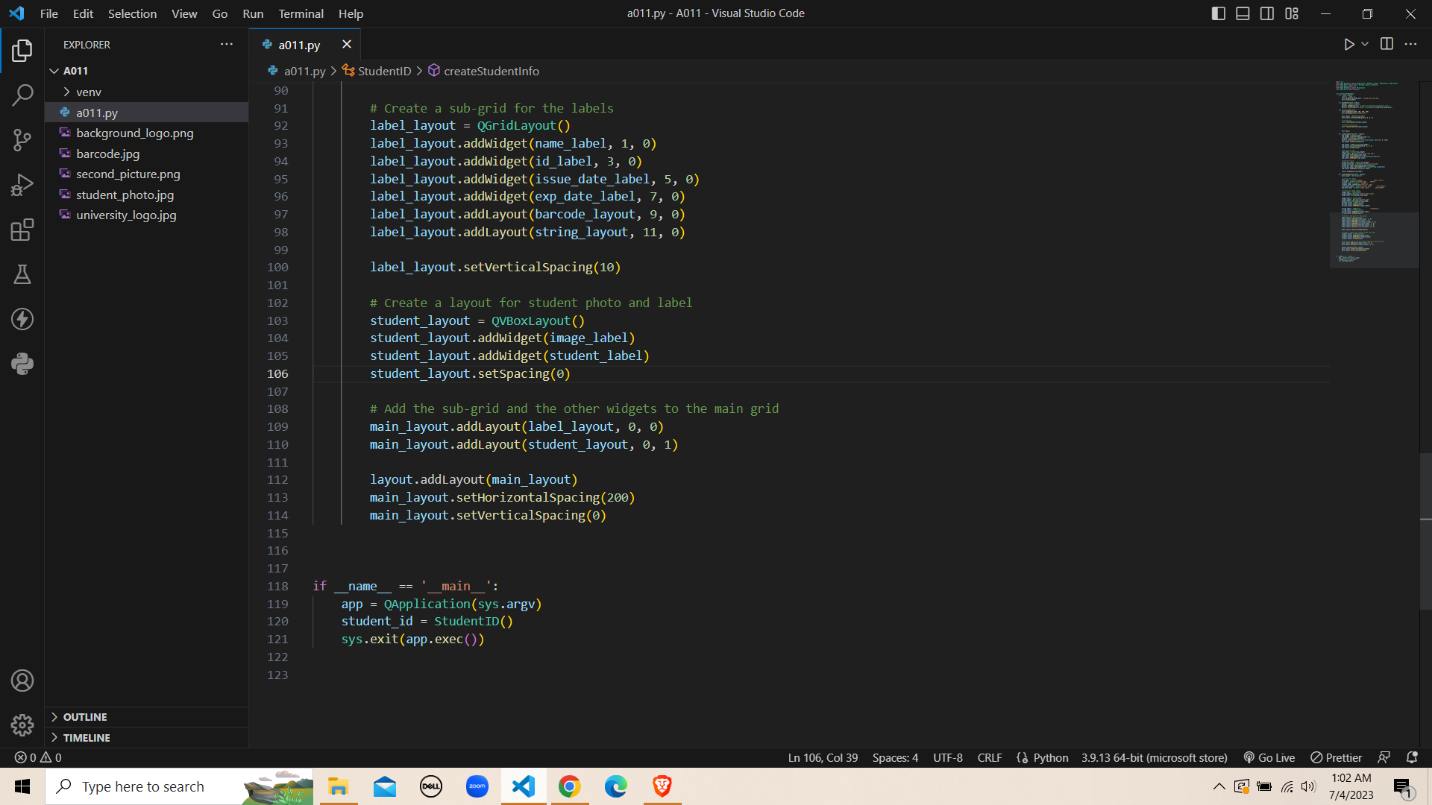 File Edit Selection View Go Run Terminal Help
a011.py - A011 - Visual Studio Code
EXPLORER
A011
venv
a011.py
background_logo.png
barcode.jpg
second_picture.png
student_photo.jpg
university_logo.jpg
OUTLINE
TIMELINE
a011.py
a011.py > StudentID > createStudentInfo
90
91 # Create a sub-grid for the labels
92 label_layout = QGridLayout()
93 label_layout.addWidget(name_label, 1, 0)
94 label_layout.addWidget(id_label, 3, 0)
95 label_layout.addWidget(issue_date_label, 5, 0)
96 label_layout.addWidget(exp_date_label, 7, 0)
97 label_layout.addLayout(barcode_layout, 9, 0)
98 label_layout.addLayout(string_layout, 11, 0)
99
100 label_layout.setVerticalSpacing(10)
101
102 # Create a layout for student photo and label
103 student_layout = QVBoxLayout()
104 student_layout.addWidget(image_label)
105 student_layout.addWidget(student_label)
106 student_layout.setSpacing(0)
107
108 # Add the sub-grid and the other widgets to the main grid
109 main_layout.addLayout(label_layout, 0, 0)
110 main_layout.addLayout(student_layout, 0, 1)
111
112 layout.addLayout(main_layout)
113 main_layout.setHorizontalSpacing(200)
114 main_layout.setVerticalSpacing(0)
115
116
117
118 if __name__ == '__main__':
119 app = QApplication(sys.argv)
120 student_id = StudentID()
121 sys.exit(app.exec())
122
123
0 0
Ln 106, Col 39 Spaces: 4 UTF-8 CRLF Python 3.9.13 64-bit (microsoft store) Go Live Prettier
Type here to search
DELL
zoom
1:02 AM
7/4/2023
1